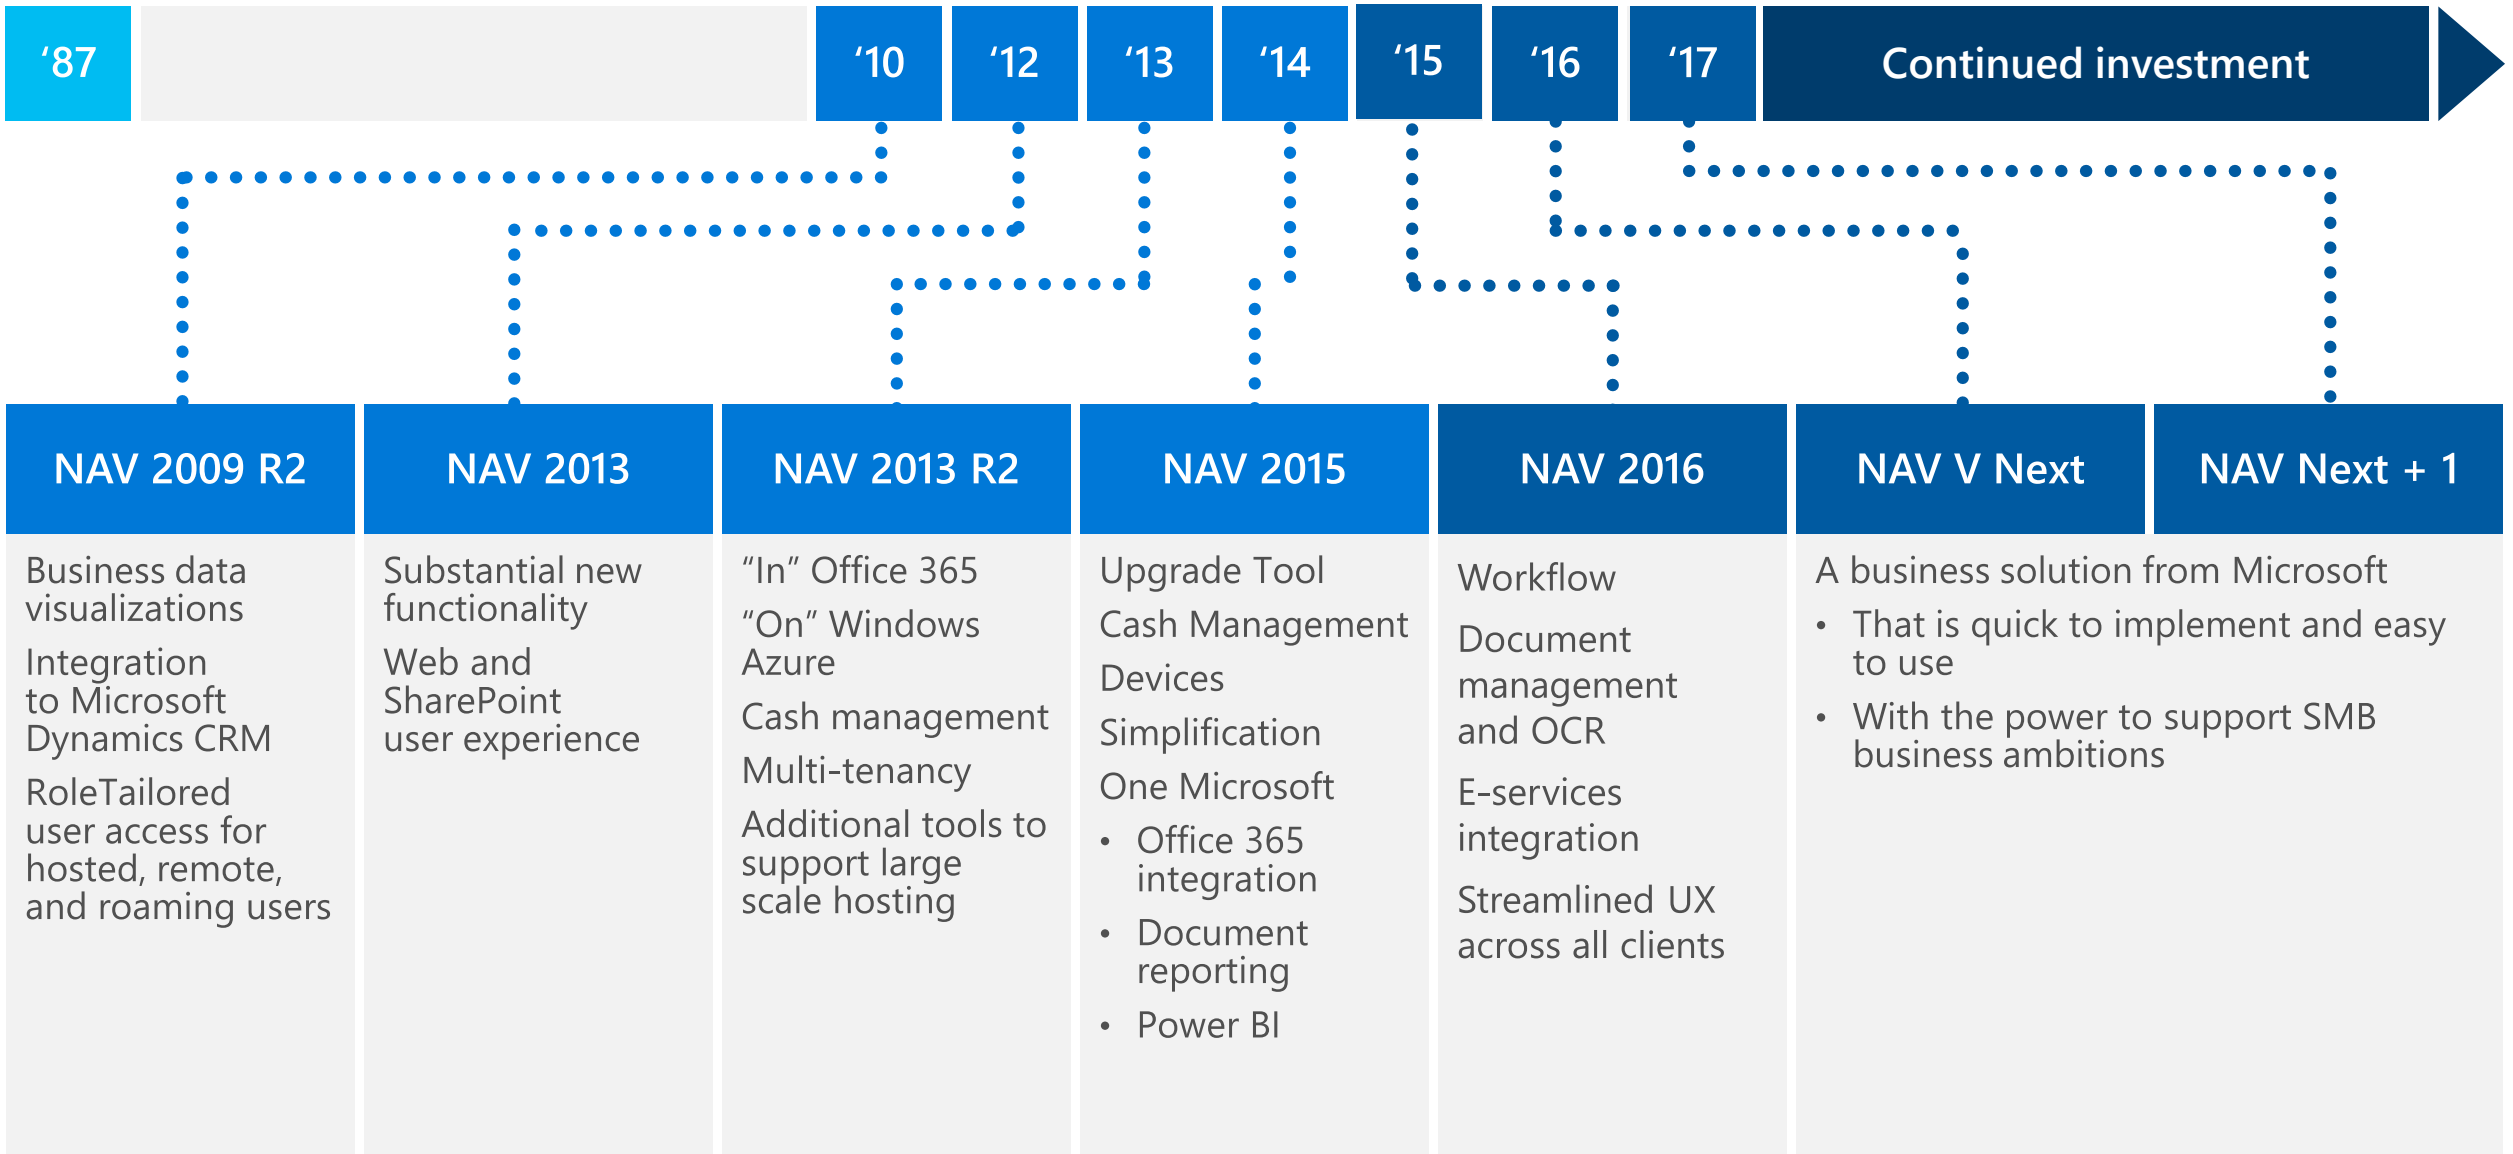 ‘87
‘10
‘12
‘13
‘14
‘15
‘16
‘17
Continued investment
NAV 2009 R2
NAV 2013
NAV 2013 R2
NAV 2015
NAV 2016
NAV V Next
NAV Next + 1
Business data
visualizations
Integration
to Microsoft
Dynamics CRM
RoleTailored
user access for
hosted, remote,
and roaming users
Substantial new
functionality
Web and
SharePoint
user experience
“In” Office 365
“On” Windows
Azure
Cash management
Multi-tenancy
Additional tools to
support large
scale hosting
Upgrade Tool
Cash Management
Devices
Simplification
One Microsoft
• Office 365
integration
• Document
reporting
• Power BI
Workflow
Document
management
and OCR
E-services
integration
Streamlined UX
across all clients
A business solution from Microsoft
• That is quick to implement and easy
to use
• With the power to support SMB
business ambitions